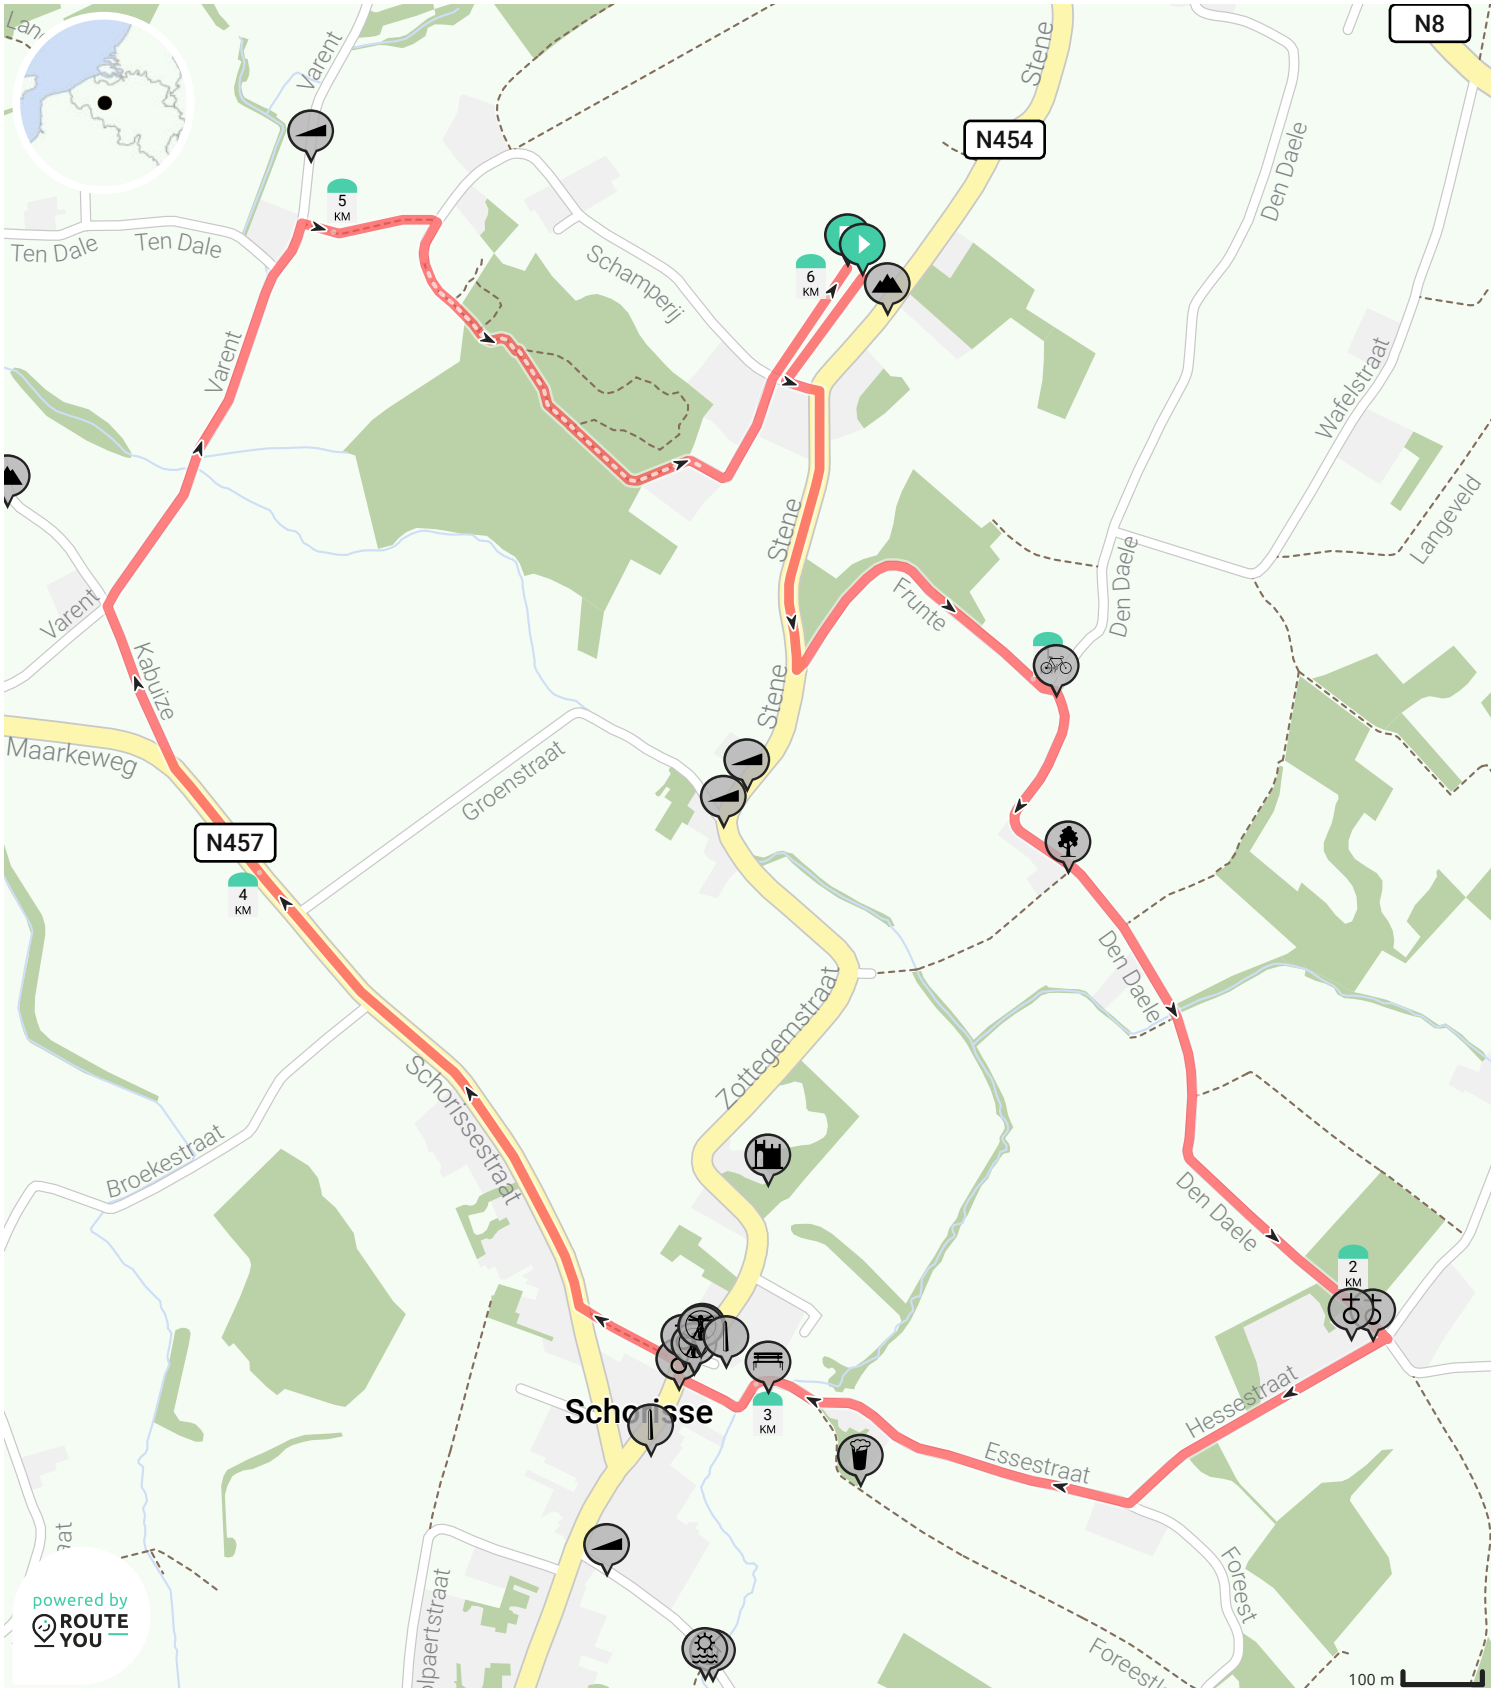 N8
Varent
Stene
N454
Den Daele
5
KM
Ten Dale
Ten Dale
Schamperij
6
KM
Varent
Wafelstraat
Langeveld
Stene
Den Daele
Frunte
Varent
Kabuize
Stene
Maarkeweg
Groenstraat
N457
4
KM
Den Daele
Zottegemstraat
Schorissestraat
Broekestraat
Den Daele
2
KM
Schorisse
3
KM
Hessestraat
Essestraat
Foreest
powered by
ROUTE
YOU
100 m